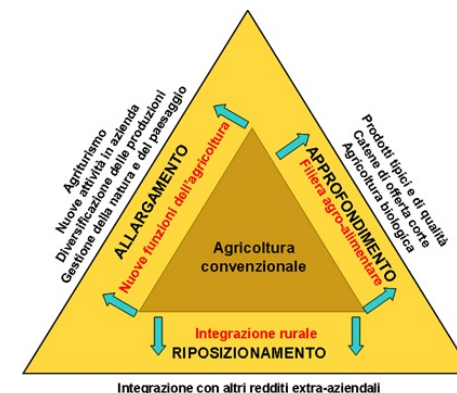 Agriturismo
Nuove attività in azienda
Diversificazione delle produzioni
Gestione della natura e del paesaggio
ALLARGAMENTO
Nuove funzioni dell'agricoltura
Prodotti tipici e di qualità
Catene di offerta corte
Agricoltura biologica
APPROFONDIMENTO
Filiera agro-alimentare
Agricoltura
convenzionale
Integrazione rurale
RIPOSIZIONAMENTO
Integrazione con altri redditi extra-aziendali